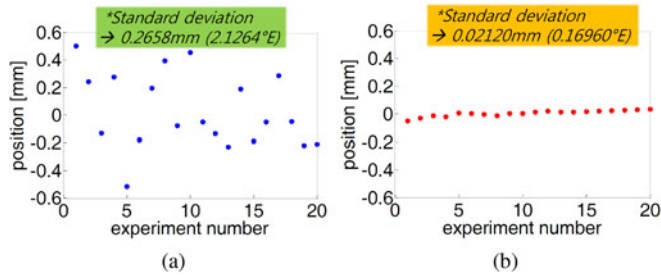 *Standard deviation
→ 0.2658mm (2.1264°E)
*Standard deviation
→ 0.02120mm (0.16960°E)
position [mm]
0.6
0.4
0.2
0
-0.2
-0.4
-0.6
0 5 10 15 20
experiment number
(a)
position [mm]
0.6
0.4
0.2
0
-0.2
-0.4
-0.6
0 5 10 15 20
experiment number
(b)